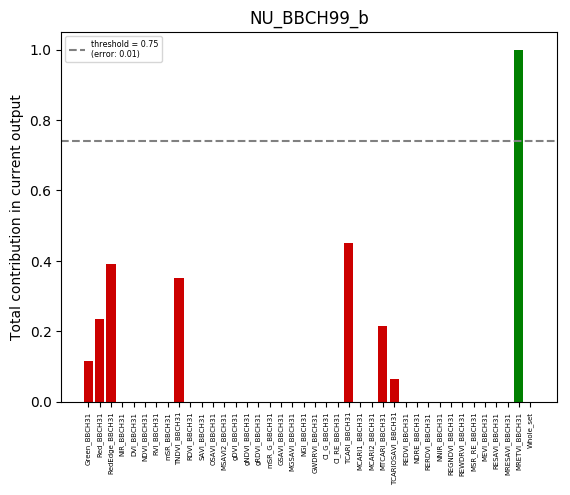 NU_BBCH99_b
threshold = 0.75
(error: 0.01)
Total contribution in current output
1.0
0.8
0.6
0.4
0.2
0.0
Green_BBCH31
Red_BBCH31
RedEdge_BBCH31
NIR_BBCH31
DVI_BBCH31
NDVI_BBCH31
RVI_BBCH31
mSR_BBCH31
TNDVI_BBCH31
RDVI_BBCH31
SAVI_BBCH31
OSAVI_BBCH31
MSAVI2_BBCH31
gDVI_BBCH31
gNDVI_BBCH31
gRDVI_BBCH31
mSR_G_BBCH31
GSAVI_BBCH31
MGSAVI_BBCH31
NGI_BBCH31
GWDRVI_BBCH31
CI_G_BBCH31
CI_RE_BBCH31
TCARI_BBCH31
MCARI1_BBCH31
MCARI2_BBCH31
MTCARI_BBCH31
TCARIOSAVI_BBCH31
REDVI_BBCH31
NDRE_BBCH31
RERDVI_BBCH31
NNIR_BBCH31
REGNDVI_BBCH31
REWDRVI_BBCH31
MSR_RE_BBCH31
MEVI_BBCH31
RESAVI_BBCH31
MRESAVI_BBCH31
MRETVI_BBCH31
Whole_set